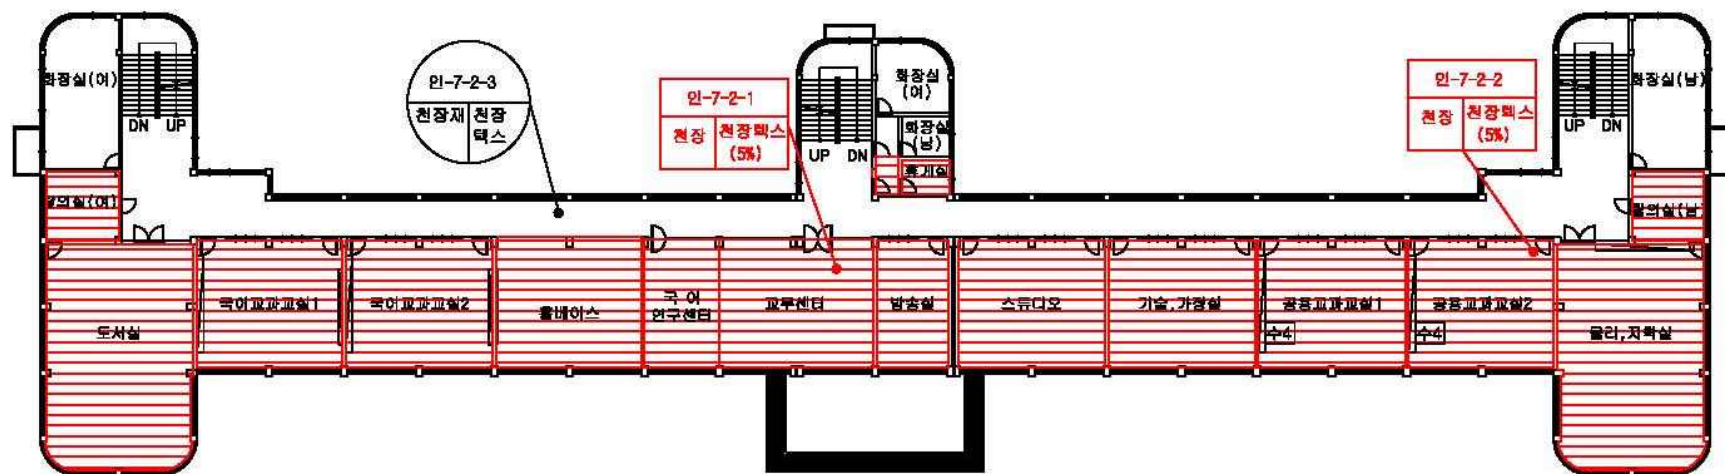 화장실(여)
DN UP
인-7-2-3
천장재 천장
텍스
인-7-2-1
천장 천장텍스
(5%)
UP DN
화장실
(여)
화장실
(남)
휴게실
인-7-2-2
천장 천장텍스
(5%)
UP DN
화장실(남)
탈의실(여)
탈의실(남)
도서실
국어교과교실1
국어교과교실2
홈베이스
국 어
연구센터
교무센터
방송실
스튜디오
기술,가정실
공용교과교실1
수4
공용교과교실2
수4
물리,지학실